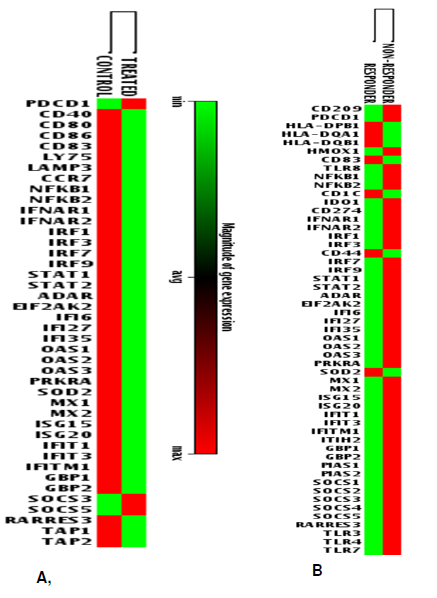 CONTROL
TREATED
PDCD1
CD40
CD80
CD86
CD83
LY75
LAMP3
CCR7
NFKB1
NFKB2
IFNAR1
IFNAR2
IRF1
IRF3
IRF7
IRF9
STAT1
STAT2
ADAR
EIF2AK2
IFI6
IFI27
IFI35
OAS1
OAS2
OAS3
PRKRA
SOD2
MX1
MX2
ISG15
ISG20
IFIT1
IFIT3
IFITM1
GBP1
GBP2
SOCS3
SOCS5
RARRES3
TAP1
TAP2
A,
min
avg
max
Magnitude of gene expression
RESPONDER
NON-RESPONDER
CD209
PDCD1
HLA-DPB1
HLA-DQA1
HLA-DQB1
HMOX1
CD83
TLR8
NFKB1
NFKB2
CD1C
IDO1
CD274
IFNAR1
IFNAR2
IRF1
IRF3
CD44
IRF7
IRF9
STAT1
STAT2
ADAR
EIF2AK2
IFI6
IFI27
IFI35
OAS1
OAS2
OAS3
PRKRA
SOD2
MX1
MX2
ISG15
ISG20
IFIT1
IFIT3
IFITM1
ITIH2
GBP1
GBP2
PIAS1
PIAS2
SOCS1
SOCS2
SOCS3
SOCS4
SOCS5
RARRES3
TLR3
TLR4
TLR7
B